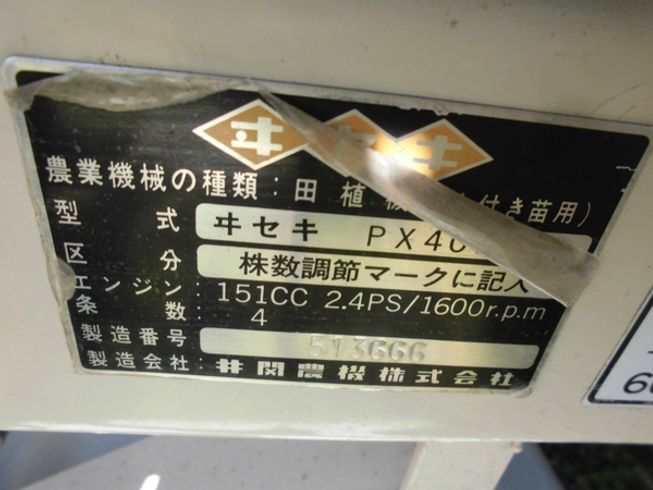 ヰセキ
農業機械の種類:田植機 付き苗用)
型式 ヰセキ PX40
区分 株数調節マークに記入
エンジン:151CC 2.4PS/1600r.p.m
条数:4
製造番号 513666
製造会社:井関農機株式会社